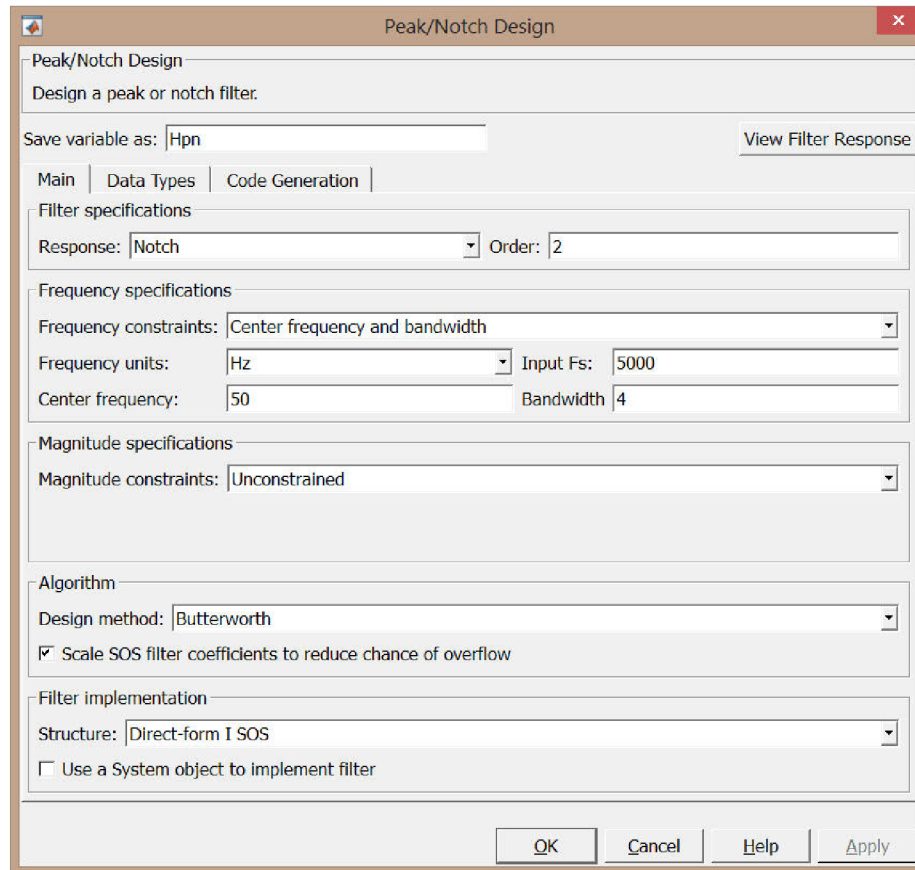 Peak/Notch Design
Peak/Notch Design
Design a peak or notch filter.
Save variable as: Hpn View Filter Response
Main Data Types Code Generation
Filter specifications
Response: Notch Order: 2
Frequency specifications
Frequency constraints: Center frequency and bandwidth
Frequency units: Hz Input Fs: 5000
Center frequency: 50 Bandwidth 4
Magnitude specifications
Magnitude constraints: Unconstrained
Algorithm
Design method: Butterworth
Scale SOS filter coefficients to reduce chance of overflow
Filter implementation
Structure: Direct-form I SOS
Use a System object to implement filter
OK Cancel Help Apply